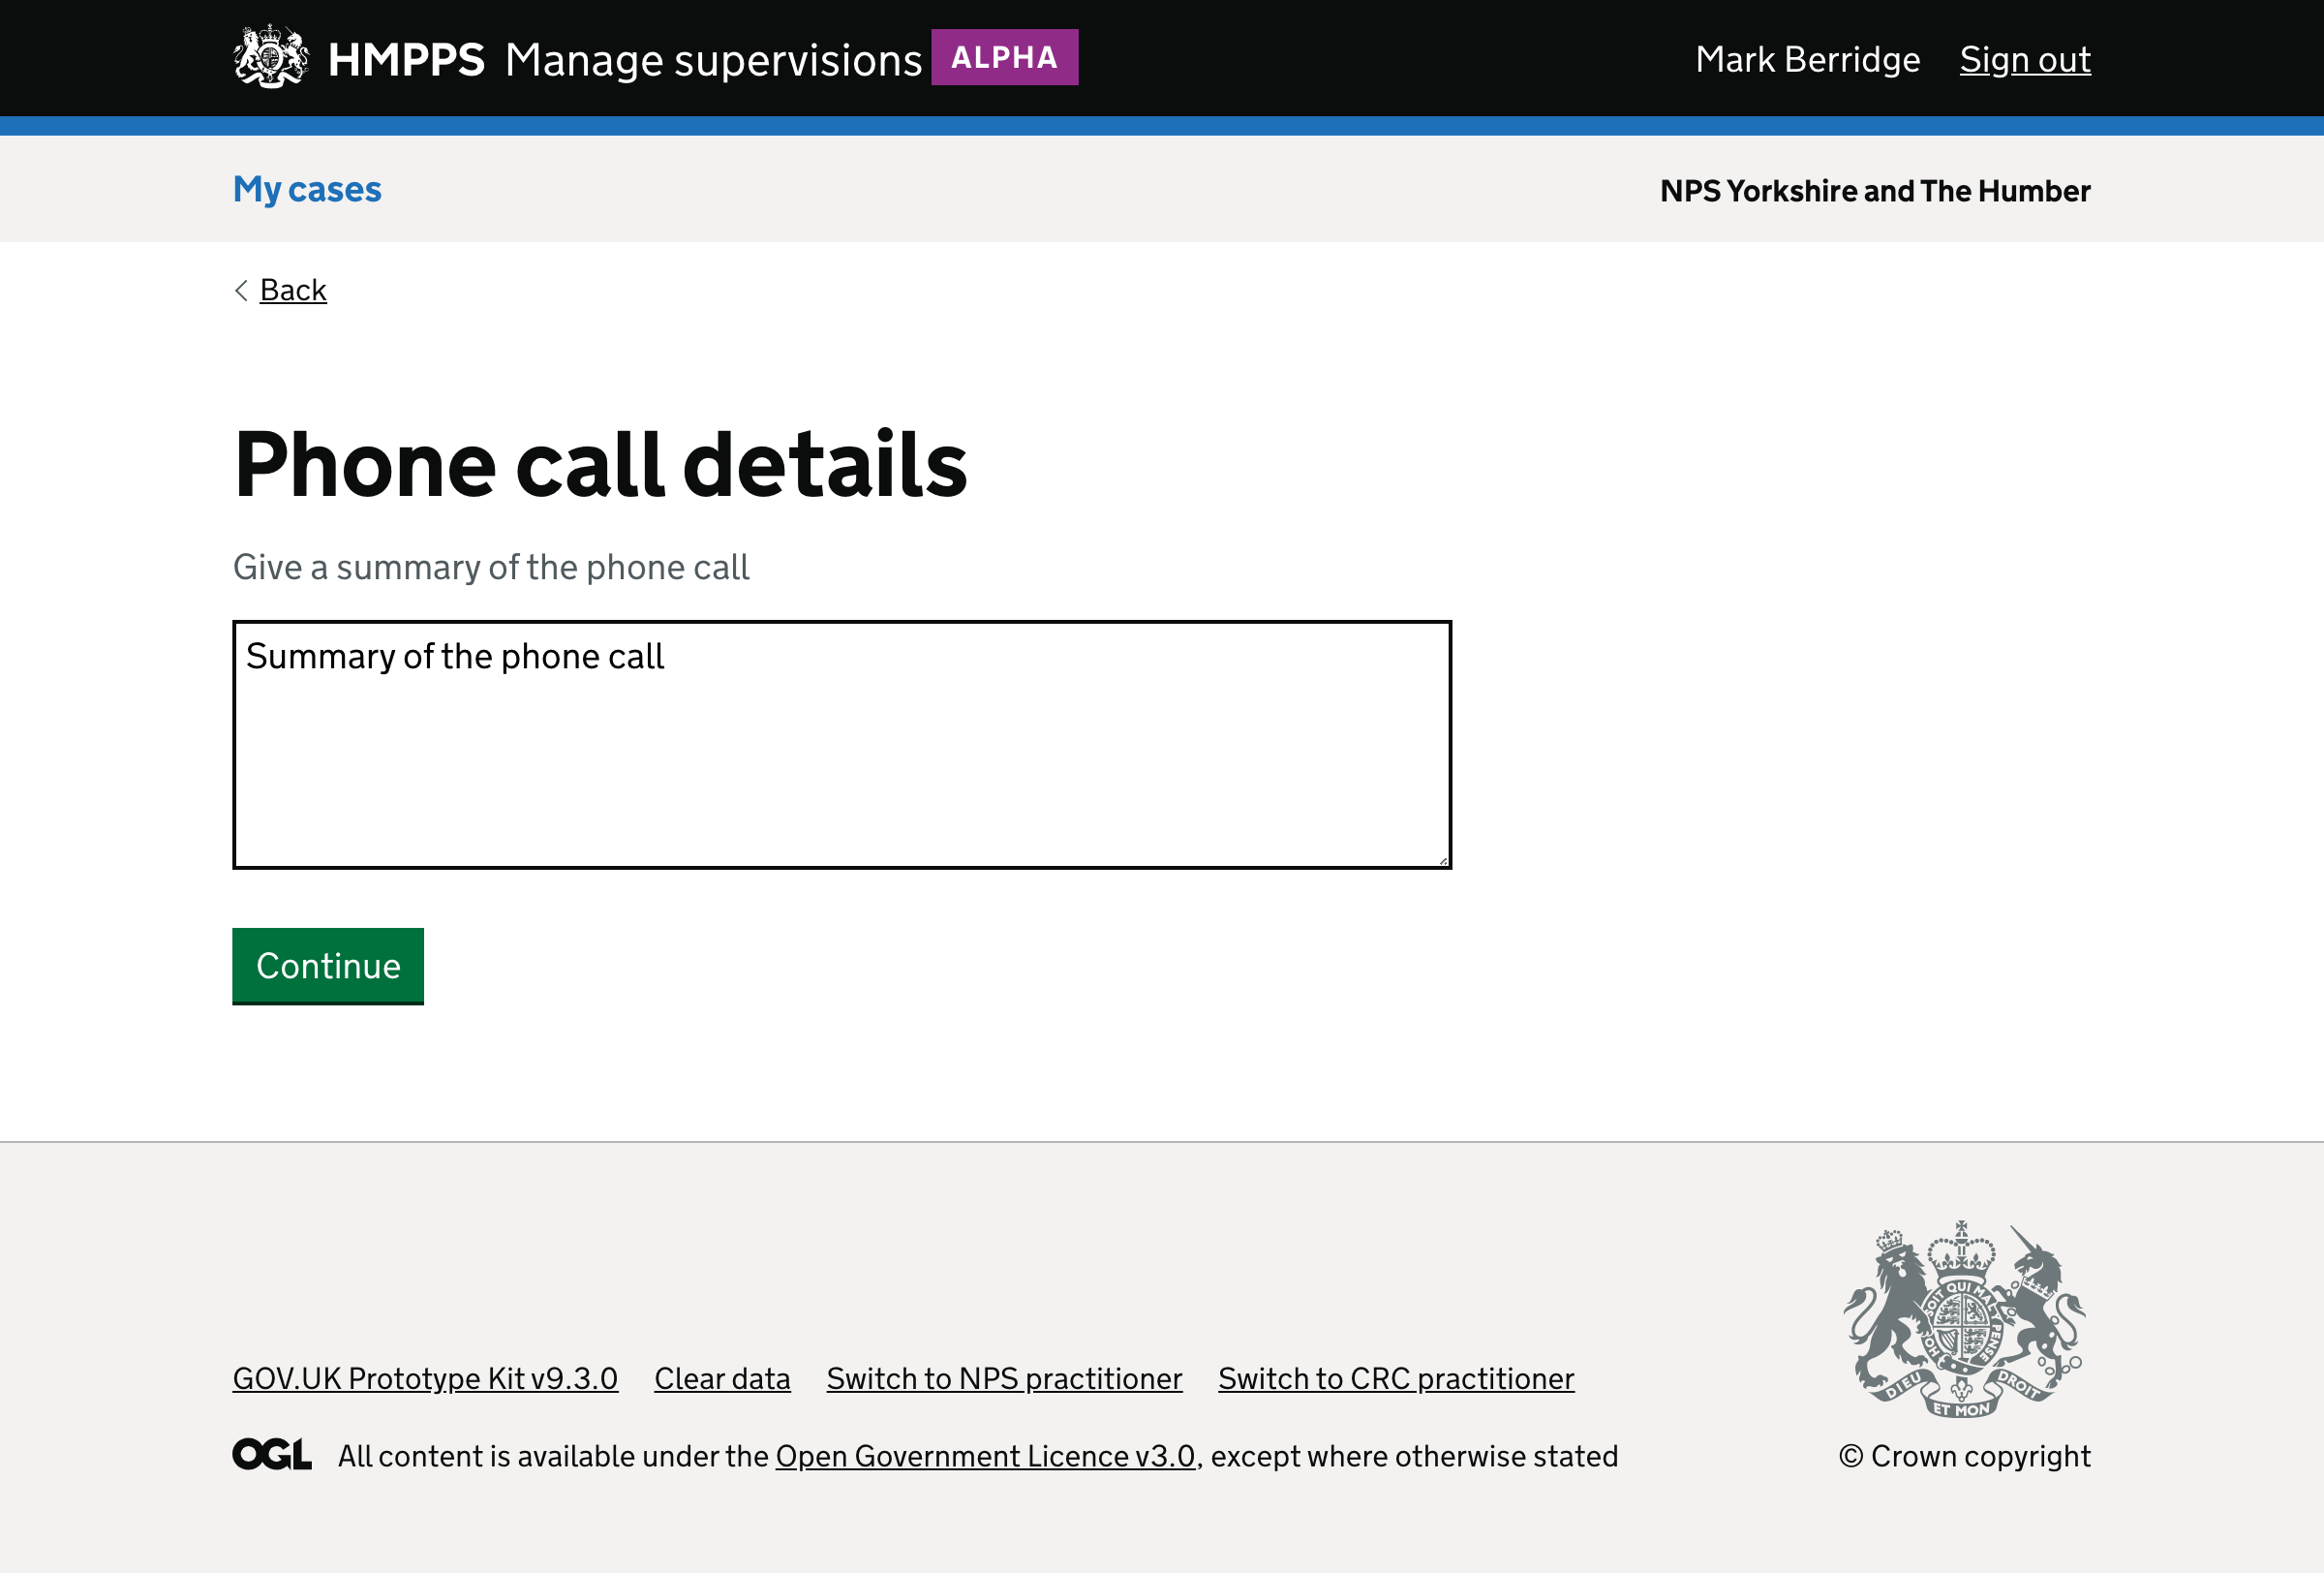 HMPPS Manage supervisions ALPHA
Mark Berridge Sign out
My cases
NPS Yorkshire and The Humber
Back
Phone call details
Give a summary of the phone call
Summary of the phone call
Continue
GOV.UK Prototype Kit v9.3.0 Clear data Switch to NPS practitioner Switch to CRC practitioner
OGL All content is available under the Open Government Licence v3.0, except where otherwise stated
SOIT QUI MAL Y PENSE
DIEU ET MON DROIT
© Crown copyright